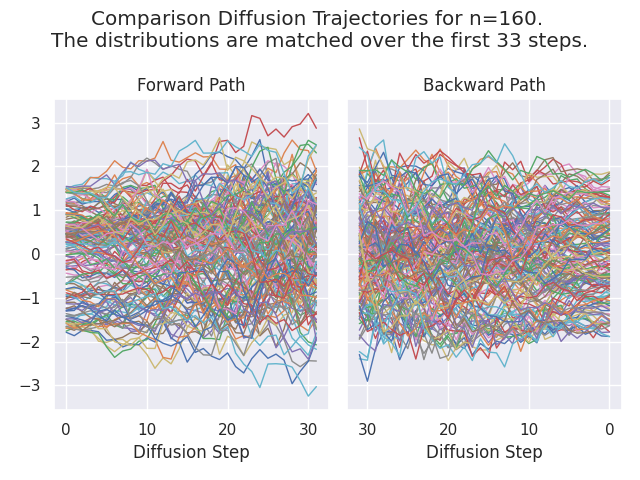 Comparison Diffusion Trajectories for n=160.
The distributions are matched over the first 33 steps.
Forward Path
Backward Path
3
2
1
0
−1
−2
−3
0 10 20 30
30 20 10 0
Diffusion Step
Diffusion Step